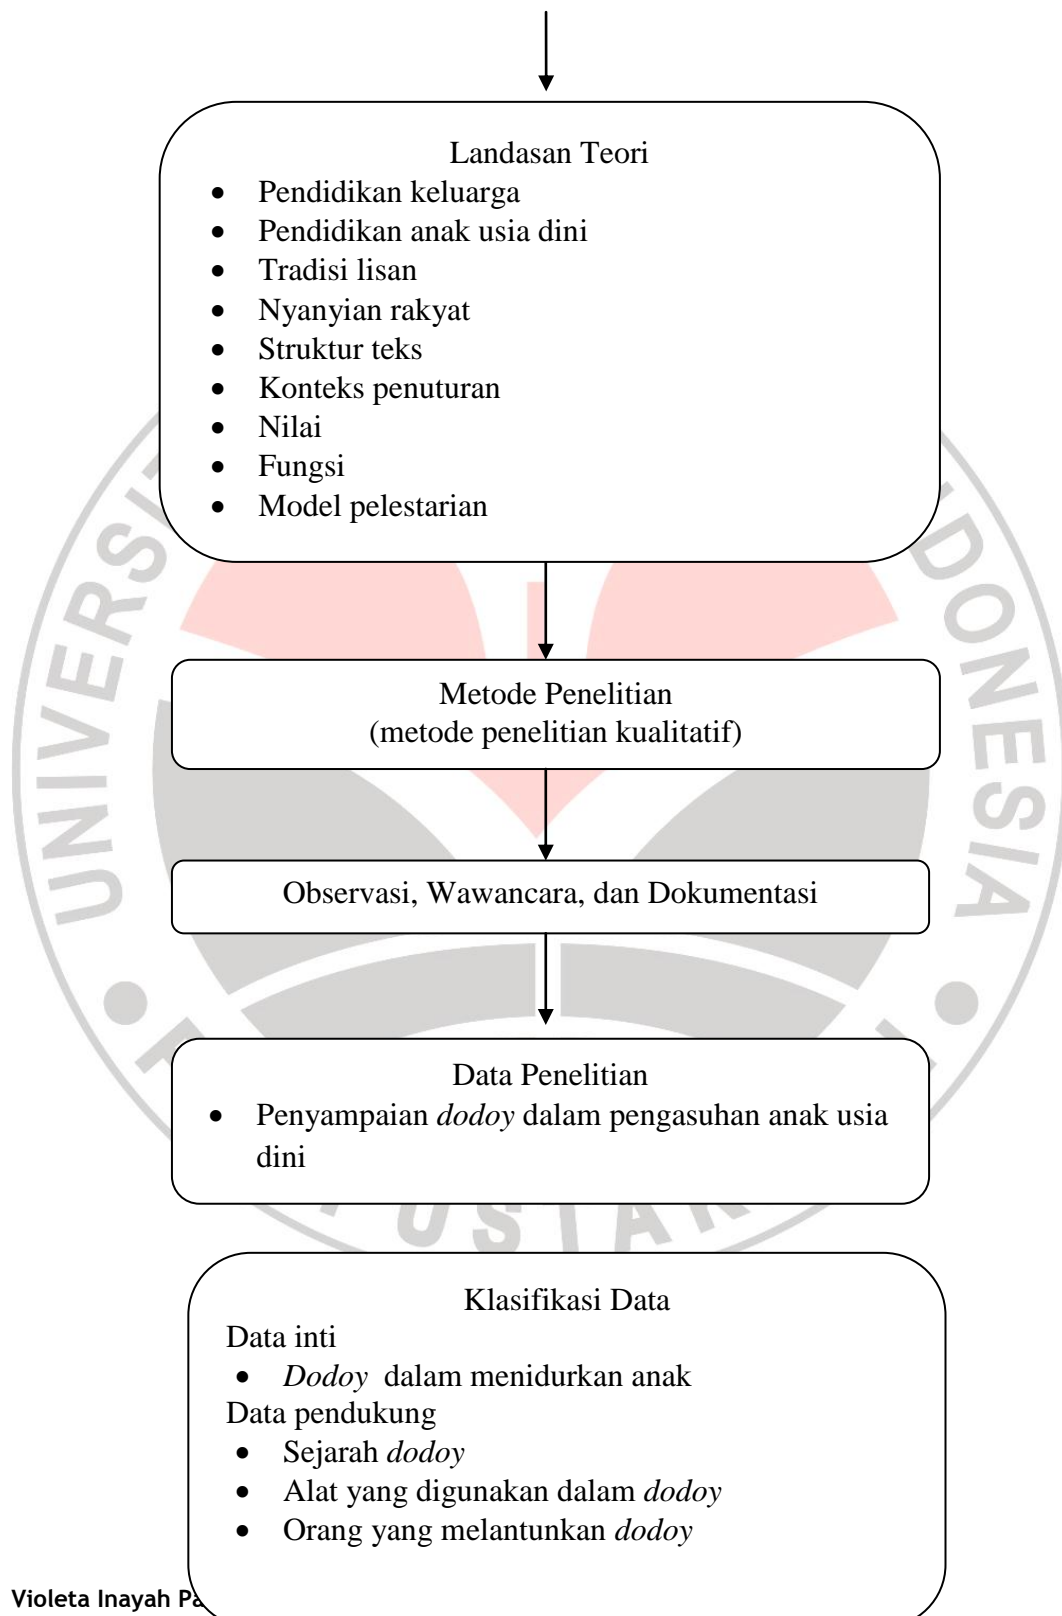 Landasan Teori
• Pendidikan keluarga
• Pendidikan anak usia dini
• Tradisi lisan
• Nyanyian rakyat
• Struktur teks
• Konteks penuturan
• Nilai
• Fungsi
• Model pelestarian
Metode Penelitian
(metode penelitian kualitatif)
Observasi, Wawancara, dan Dokumentasi
Data Penelitian
• Penyampaian dodoy dalam pengasuhan anak usia
dini
Klasifikasi Data
Data inti
• Dodoy dalam menidurkan anak
Data pendukung
• Sejarah dodoy
• Alat yang digunakan dalam dodoy
• Orang yang melantunkan dodoy
Violeta Inayah